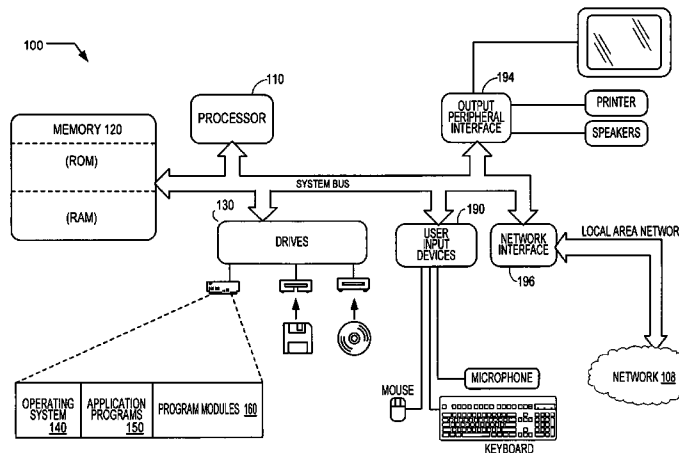 100
110
PROCESSOR
MEMORY 120
(ROM)
(RAM)
194
OUTPUT
PERIPHERAL
INTERFACE
PRINTER
SPEAKERS
SYSTEM BUS
130
DRIVES
190
USER
INPUT
DEVICES
NETWORK
INTERFACE
196
LOCAL AREA NETWOR
NETWORK 108
OPERATING
SYSTEM
140
APPLICATION
PROGRAMS
150
PROGRAM MODULES 160
MOUSE
MICROPHONE
KEYBOARD